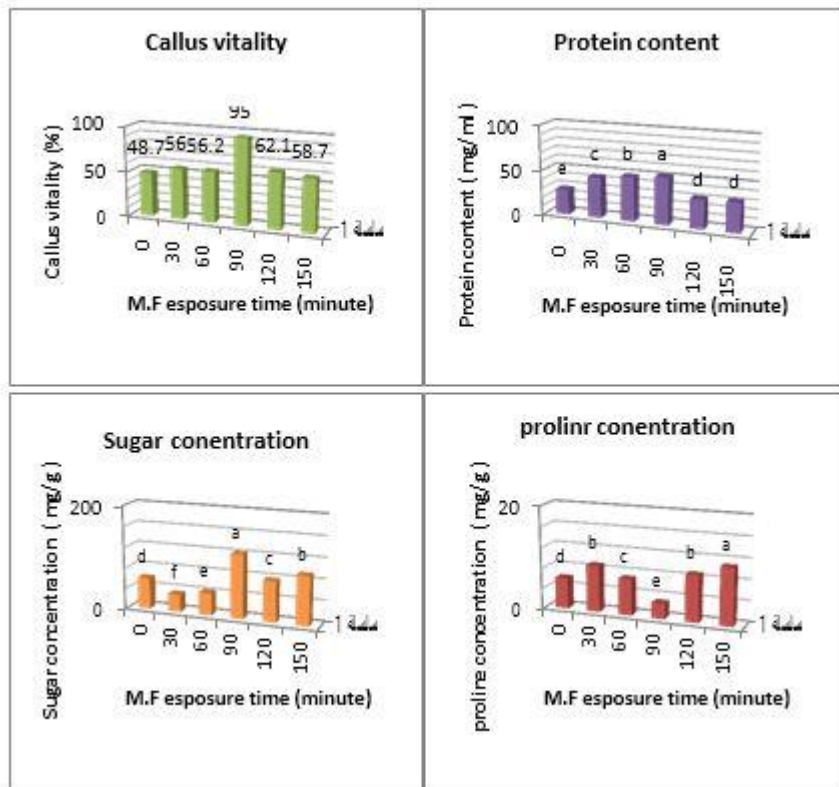 Callus vitality
Callus vitality (%)
100
50
0
48.7
56
56.2
95
62.1
58.7
0
30
60
90
120
150
M.F esposure time (minute)
Protein content
Protein content ( mg/ml )
100
50
0
e
c
b
a
d
d
0
30
60
90
120
150
M.F esposure time (minute)
Sugar conentration
Sugar concentration ( mg/g )
200
0
d
f
e
a
c
b
0
30
60
90
120
150
M.F esposure time (minute)
prolinr conentration
proline concentration ( mg/g )
20
0
d
b
c
e
b
a
0
30
60
90
120
150
M.F esposure time (minute)